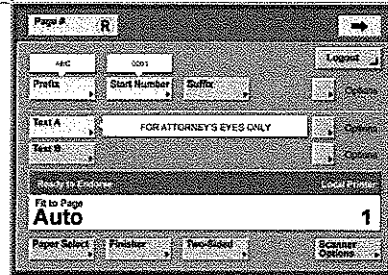 Page # R
Logout
ABC 0001
Prefix Start Number Suffix Options
Text A FOR ATTORNEY'S EYES ONLY Options
Text B Options
Ready to Endorse Local Printer
Fit to Page
Auto 1
Paper Select Finisher Two-Sided Scanner Options